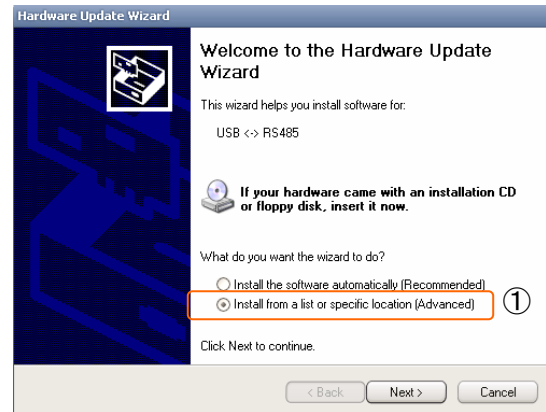 Hardware Update Wizard
Welcome to the Hardware Update
Wizard
This wizard helps you install software for:
USB <-> RS485
If your hardware came with an installation CD
or floppy disk, insert it now.
What do you want the wizard to do?
Install the software automatically (Recommended)
Install from a list or specific location (Advanced)
①
Click Next to continue.
< Back
Next >
Cancel